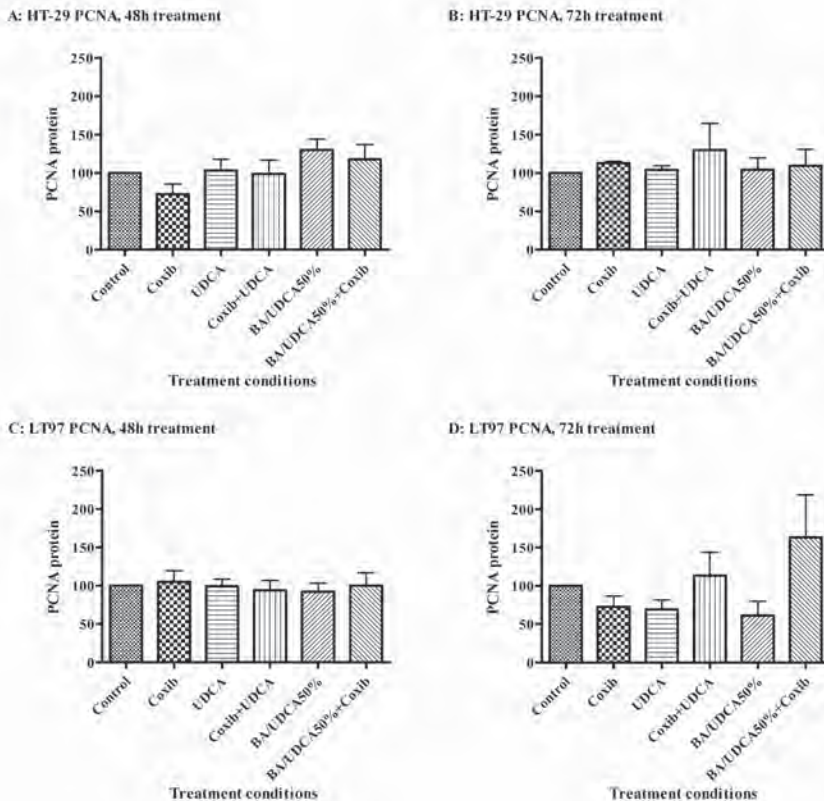 A: HT-29 PCNA, 48h treatment
250
200
150
100
50
0
PCNA protein
Control
Coxib
UDCA
Coxib+UDCA
BA/UDCA50%
BA/UDCA50%+Coxib
Treatment conditions
B: HT-29 PCNA, 72h treatment
250
200
150
100
50
0
PCNA protein
Control
Coxib
UDCA
Coxib+UDCA
BA/UDCA50%
BA/UDCA50%+Coxib
Treatment conditions
C: LT97 PCNA, 48h treatment
250
200
150
100
50
0
PCNA protein
Control
Coxib
UDCA
Coxib+UDCA
BA/UDCA50%
BA/UDCA50%+Coxib
Treatment conditions
D: LT97 PCNA, 72h treatment
250
200
150
100
50
0
PCNA protein
Control
Coxib
UDCA
Coxib+UDCA
BA/UDCA50%
BA/UDCA50%+Coxib
Treatment conditions